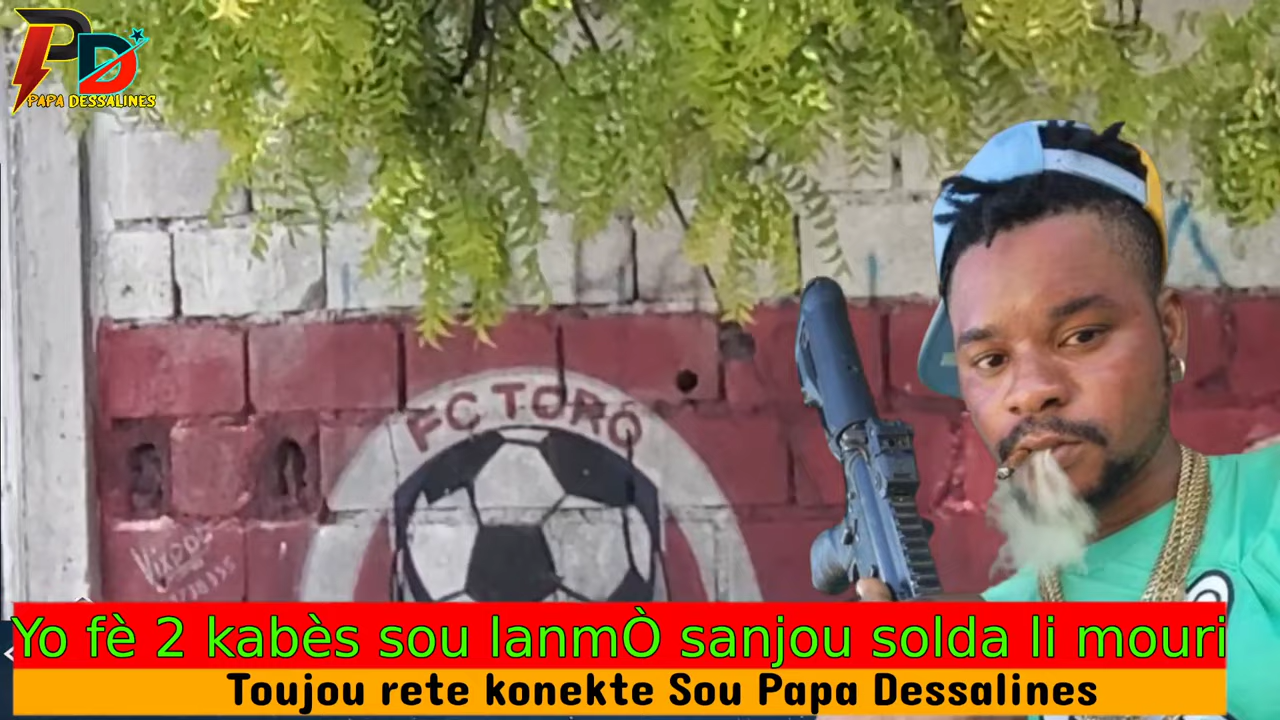 PD
PAPA DESSALINES
FC TORO
Yo fè 2 kabès sou lanmÒ sanjou solda li mouri
Toujou rete konekte Sou Papa Dessalines